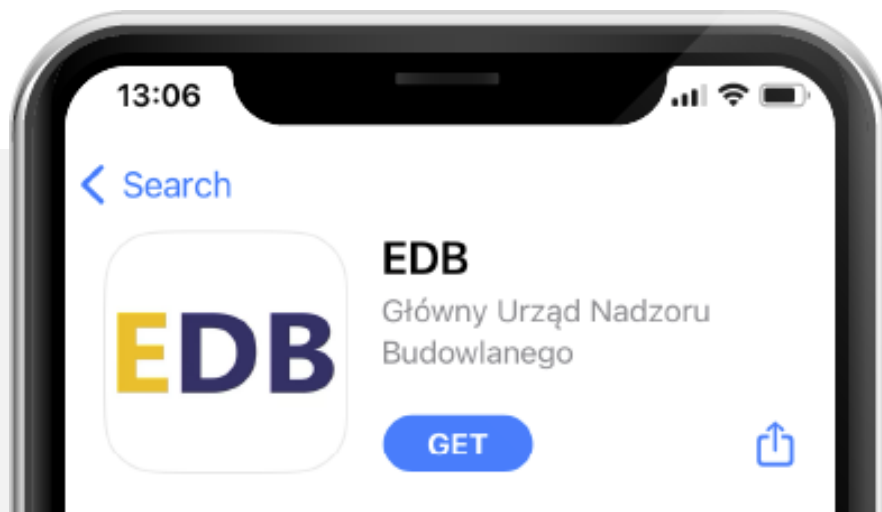 13:06
Search
EDB
EDB
Główny Urząd Nadzoru
Budowlanego
GET